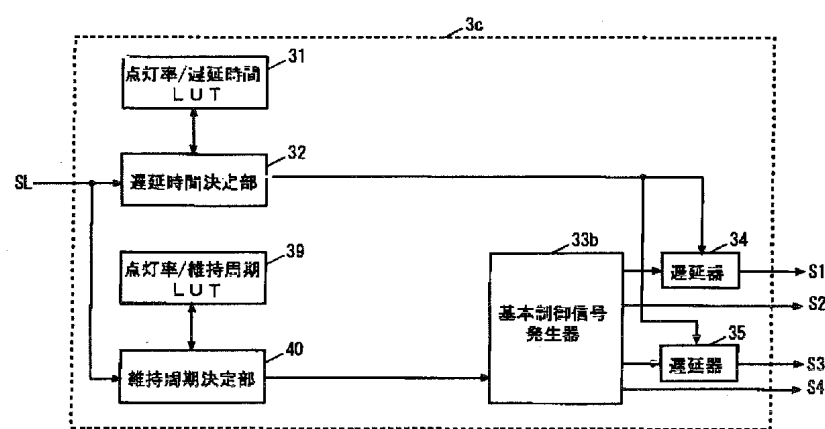 3c
31
点灯率/遅延時間
LUT
32
SL
遅延時間決定部
39
点灯率/維持周期
LUT
40
維持周期決定部
33b
基本制御信号
発生器
34
遅延器
S1
S2
35
遅延器
S3
S4